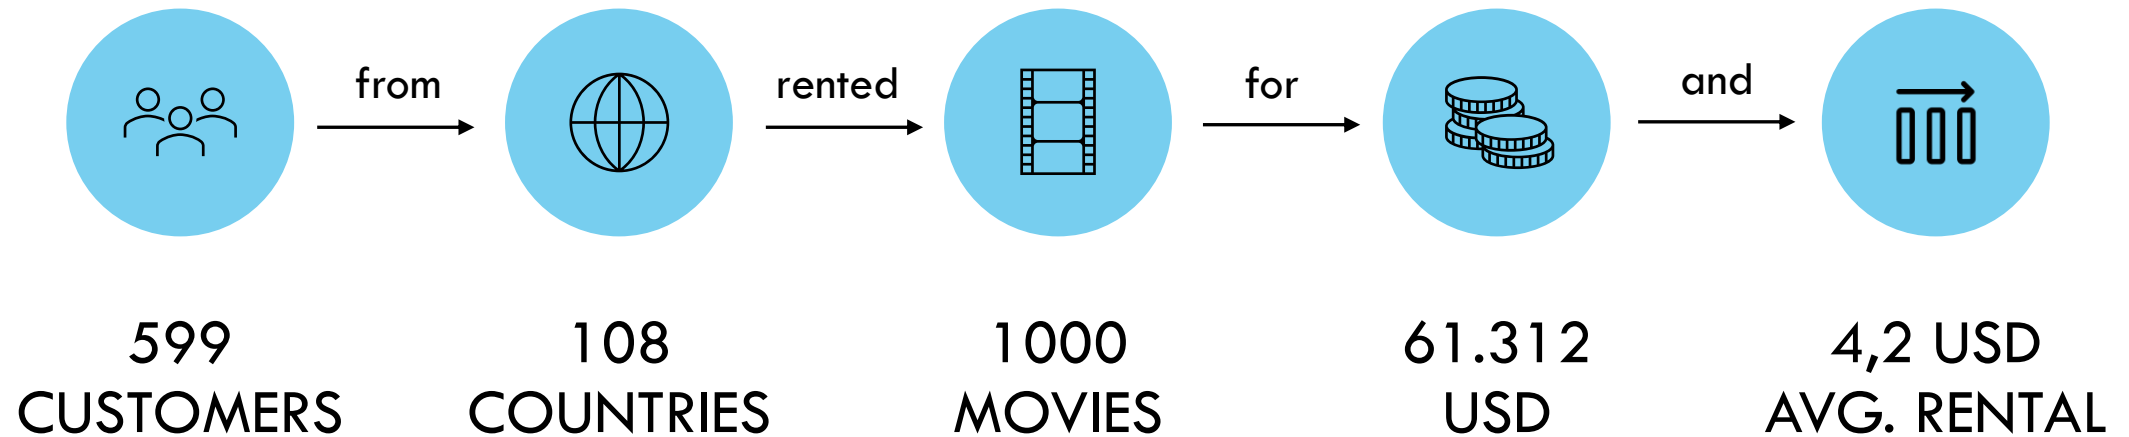 from
rented
for
and
599
CUSTOMERS
108
COUNTRIES
1000
MOVIES
61.312
USD
4,2 USD
AVG. RENTAL